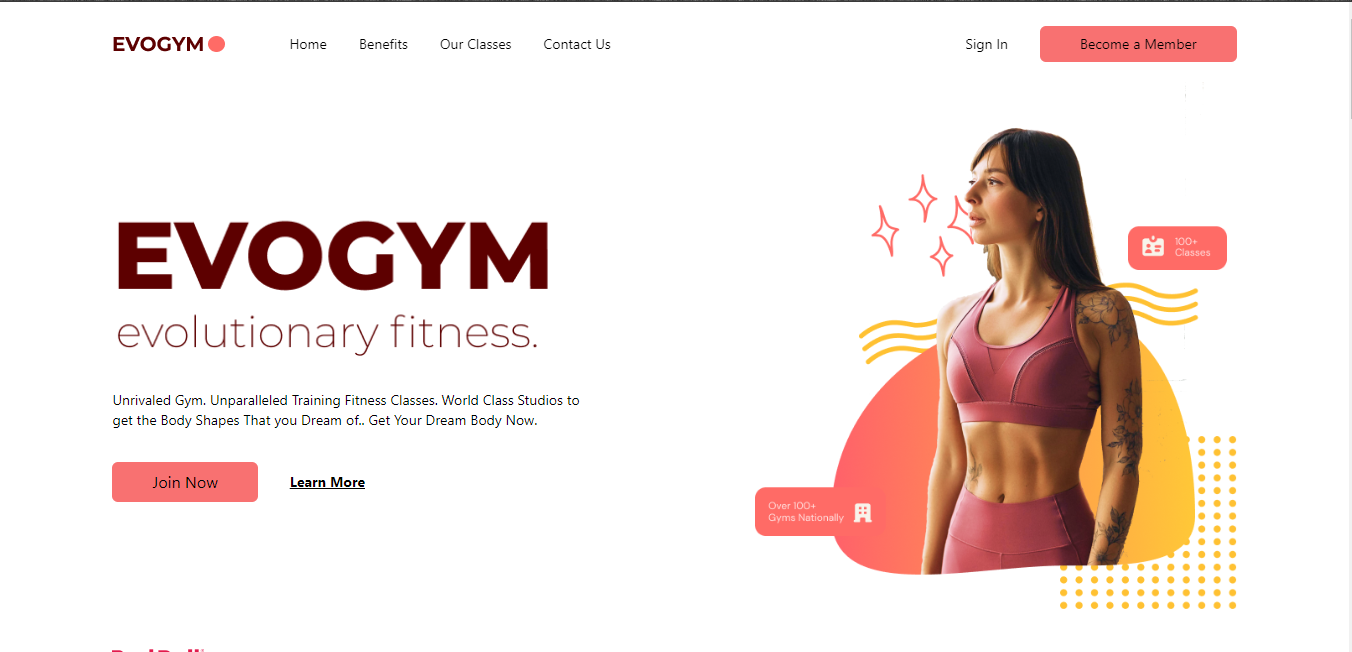 EVOGYM
Home Benefits Our Classes Contact Us Sign In Become a Member
EVOGYM
evolutionary fitness.
100+
Classes
Unrivaled Gym. Unparalleled Training Fitness Classes. World Class Studios to
get the Body Shapes That you Dream of.. Get Your Dream Body Now.
Join Now Learn More
Over 100+
Gyms Nationally